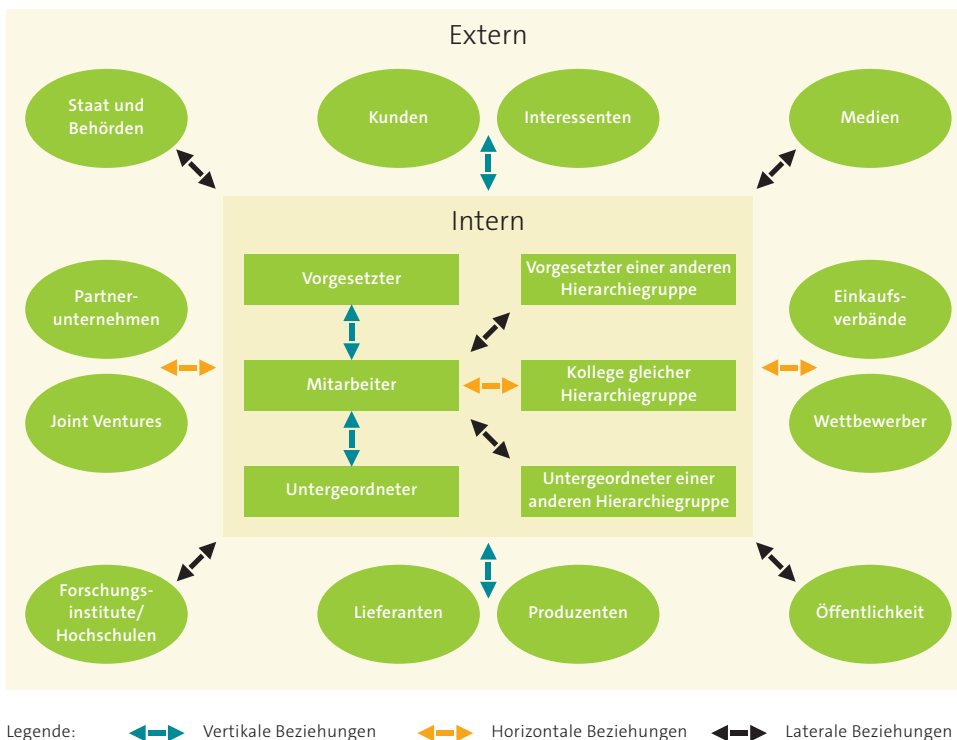 Extern
Staat und
Behörden
Kunden
Interessenten
Medien
Intern
Vorgesetzter
Vorgesetzter einer anderen
Hierarchiegruppe
Partner-
unternehmen
Einkaufs-
verbände
Mitarbeiter
Kollege gleicher
Hierarchiegruppe
Joint Ventures
Wettbewerber
Untergeordneter
Untergeordneter einer
anderen Hierarchiegruppe
Forschungs-
institute/
Hochschulen
Lieferanten
Produzenten
Öffentlichkeit
Legende:
Vertikale Beziehungen
Horizontale Beziehungen
Laterale Beziehungen